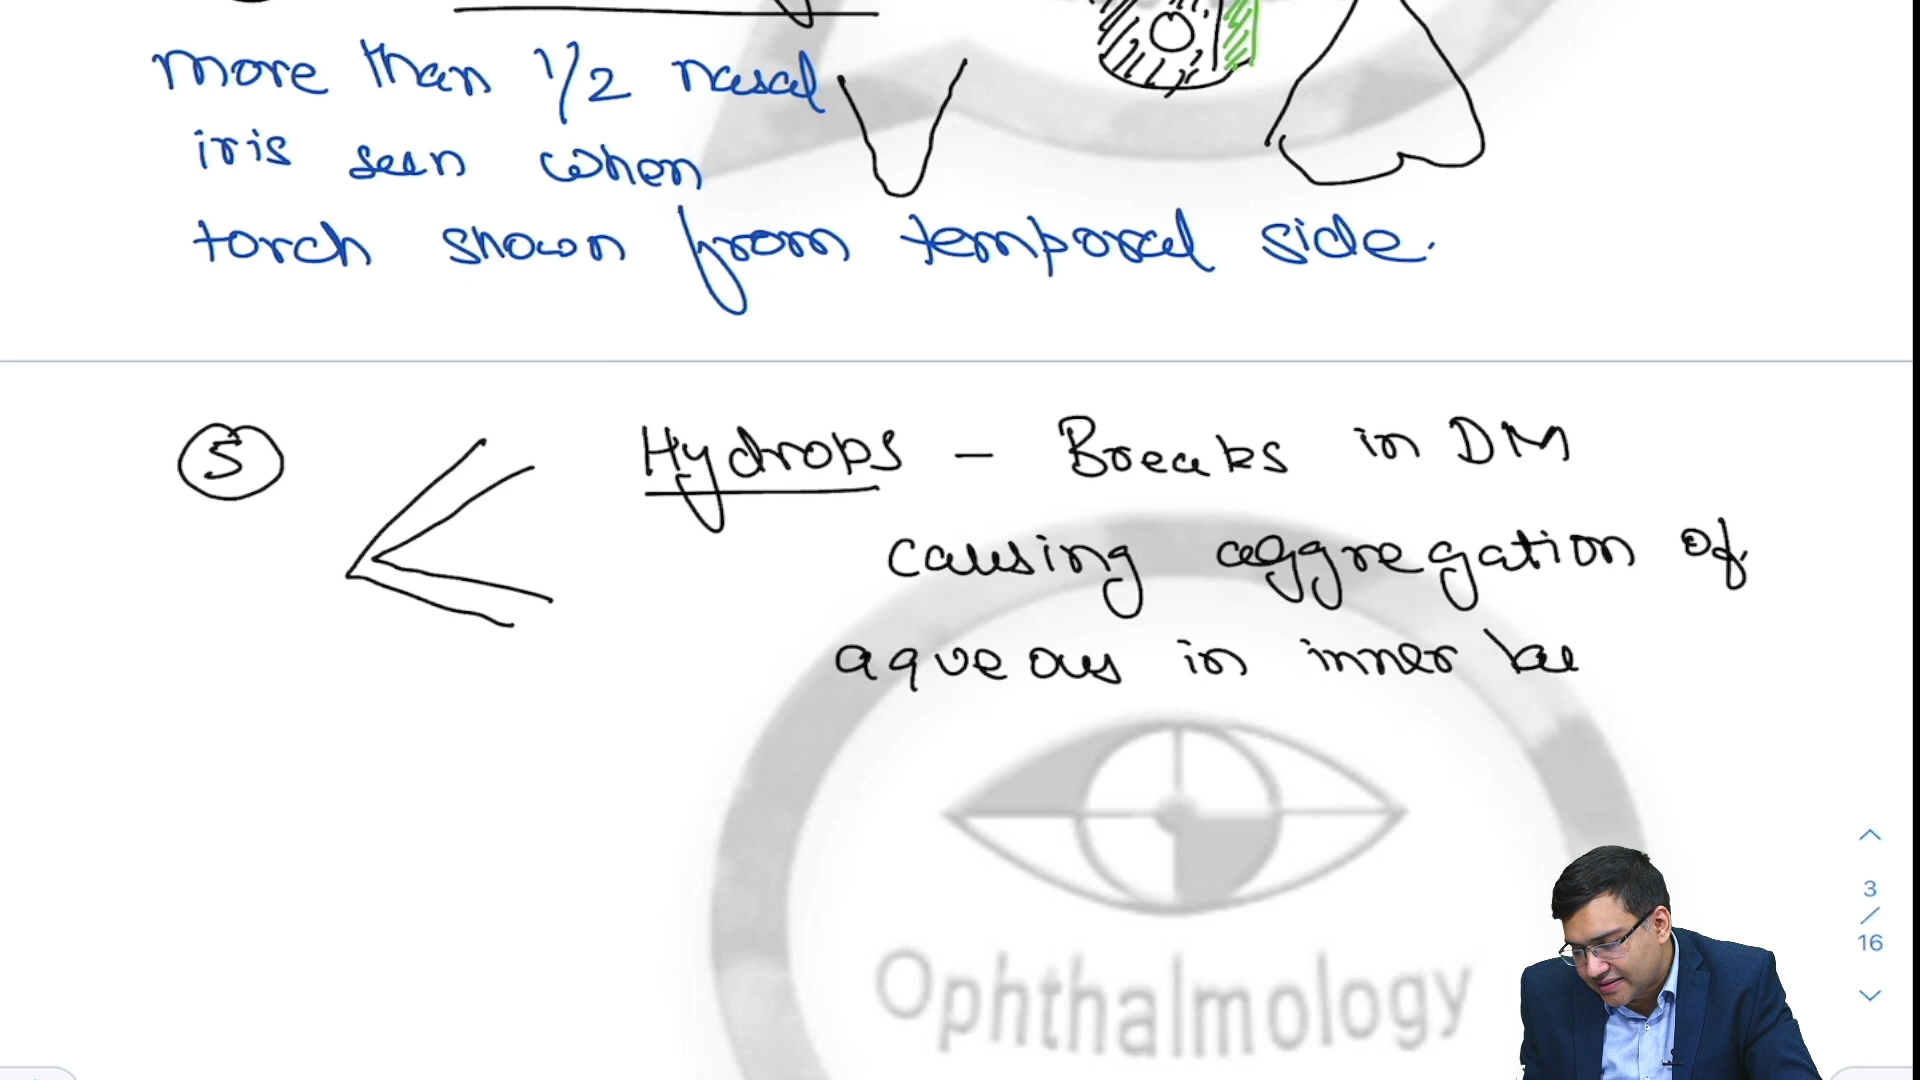 more than 1/2 nasal
iris seen when
torch shown from temporal side.
5 Hydrops - Breaks in DM
causing aggregation of
aqueous in inner
Ophthalmology
3
/
16